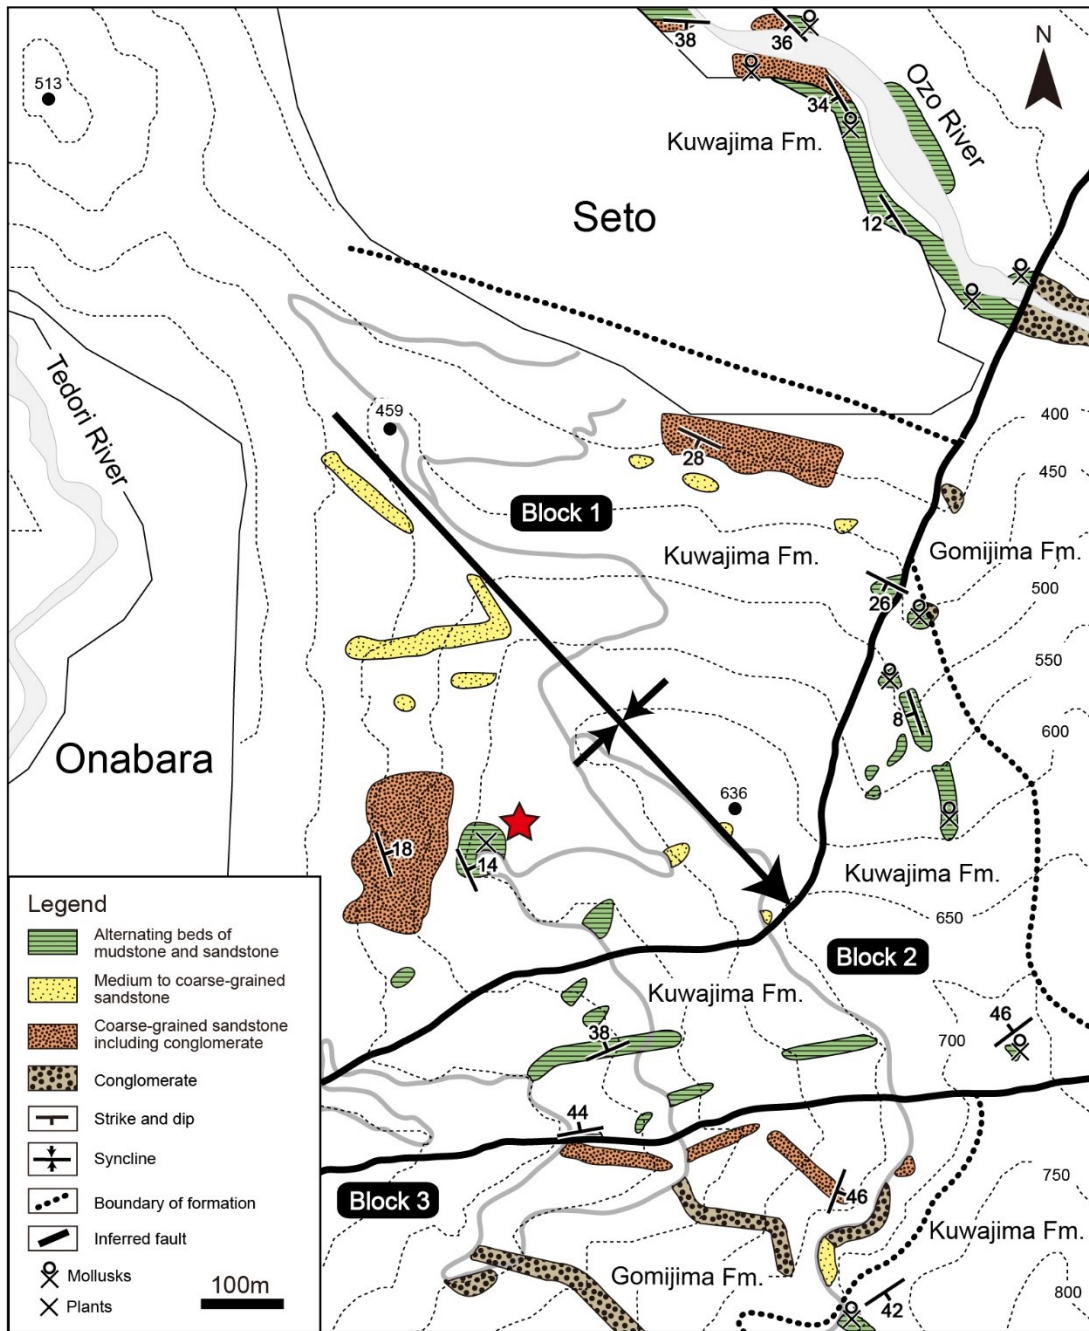 38
36
N
513
34
Ozo River
Kuwajima Fm.
Seto
12
Tedori River
459
400
28
450
Block 1
Kuwajima Fm.
Gomijima Fm.
500
26
550
8
600
Onabara
636
18
14
Kuwajima Fm.
650
Block 2
Kuwajima Fm.
46
700
38
44
Block 3
46
750
Kuwajima Fm.
Gomijima Fm.
42
800
Legend
Alternating beds of
mudstone and sandstone
Medium to coarse-grained
sandstone
Coarse-grained sandstone
including conglomerate
Conglomerate
Strike and dip
Syncline
Boundary of formation
Inferred fault
Mollusks
Plants
100m